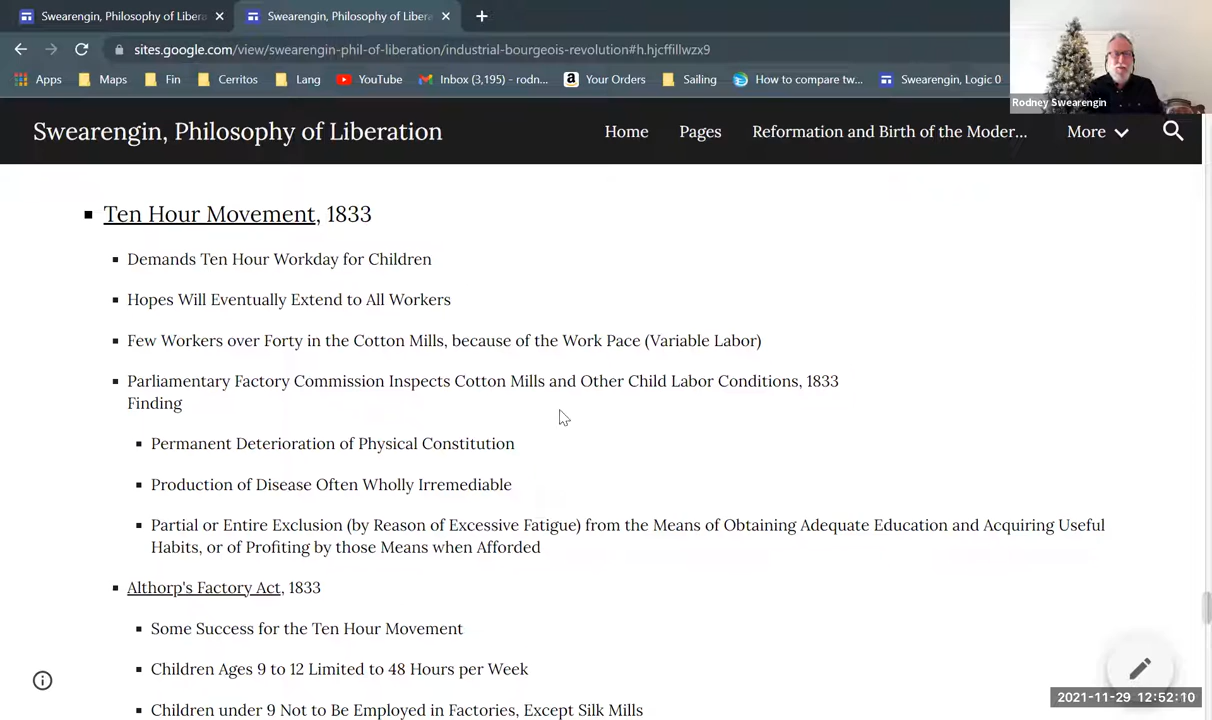 Swearengin, Philosophy of Libera
Swearengin, Philosophy of Libera
sites.google.com/view/swearengin-phil-of-liberation/industrial-bourgeois-revolution#h.hjcffillwzx9
Apps Maps Fin Cerritos Lang YouTube Inbox (3,195) - rodn... Your Orders Sailing How to compare tw... Swearengin, Logic 0
Rodney Swearengin
Swearengin, Philosophy of Liberation Home Pages Reformation and Birth of the Moder... More
Ten Hour Movement, 1833
Demands Ten Hour Workday for Children
Hopes Will Eventually Extend to All Workers
Few Workers over Forty in the Cotton Mills, because of the Work Pace (Variable Labor)
Parliamentary Factory Commission Inspects Cotton Mills and Other Child Labor Conditions, 1833
Finding
Permanent Deterioration of Physical Constitution
Production of Disease Often Wholly Irremediable
Partial or Entire Exclusion (by Reason of Excessive Fatigue) from the Means of Obtaining Adequate Education and Acquiring Useful
Habits, or of Profiting by those Means when Afforded
Althorp's Factory Act, 1833
Some Success for the Ten Hour Movement
Children Ages 9 to 12 Limited to 48 Hours per Week
Children under 9 Not to Be Employed in Factories, Except Silk Mills
2021-11-29 12:52:10